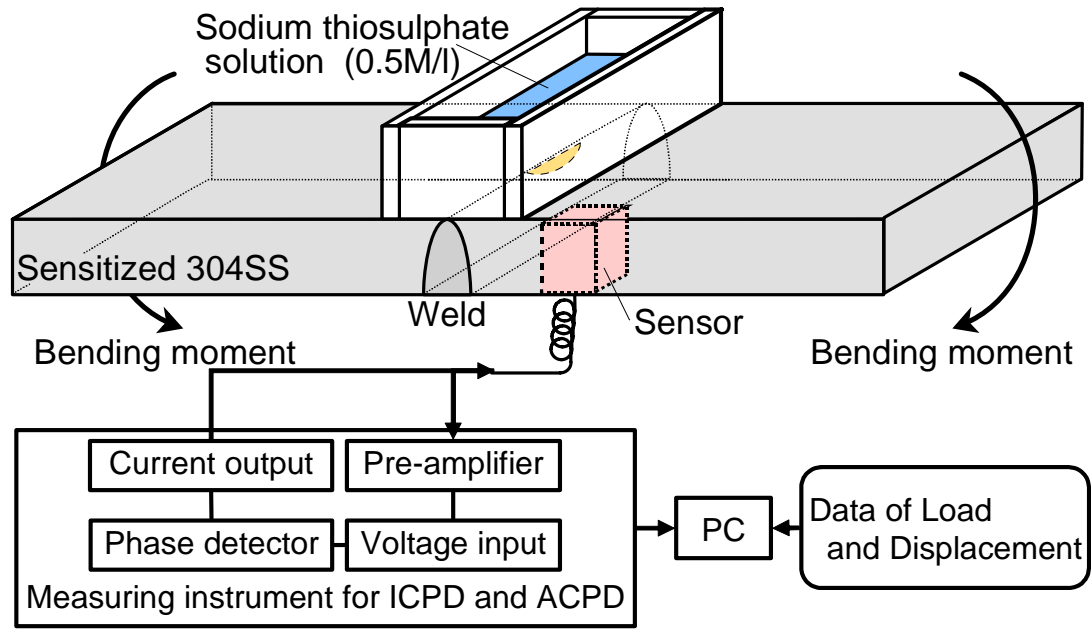 Sodium thiosulphate
solution (0.5M/l)
Sensitized 304SS
Weld
Sensor
Bending moment
Bending moment
Current output
Pre-amplifier
Phase detector
Voltage input
Measuring instrument for ICPD and ACPD
PC
Data of Load
and Displacement